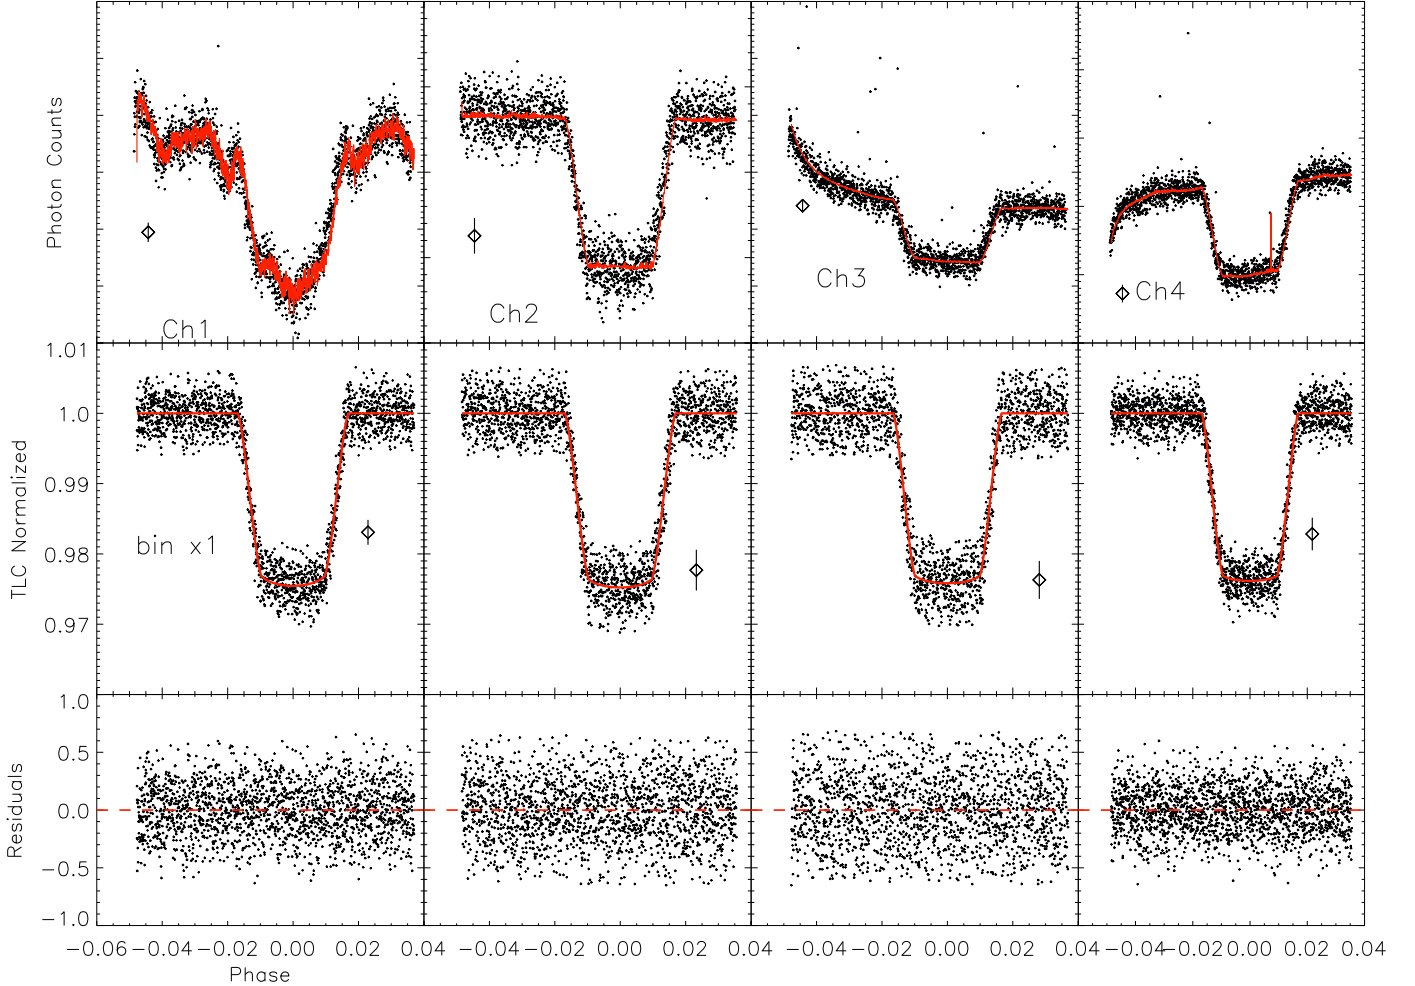 Photon Counts
Ch1
Ch2
Ch3
Ch4
TLC Normalized
1.01
1.0
0.99
0.98
0.97
bin x1
Residuals
1.0
0.5
0.0
−0.5
−1.0
−0.06 −0.04 −0.02 0.00 0.02 0.04 −0.04 −0.02 0.00 0.02 0.04 −0.04 −0.02 0.00 0.02 0.04 −0.04 −0.02 0.00 0.02 0.04
Phase